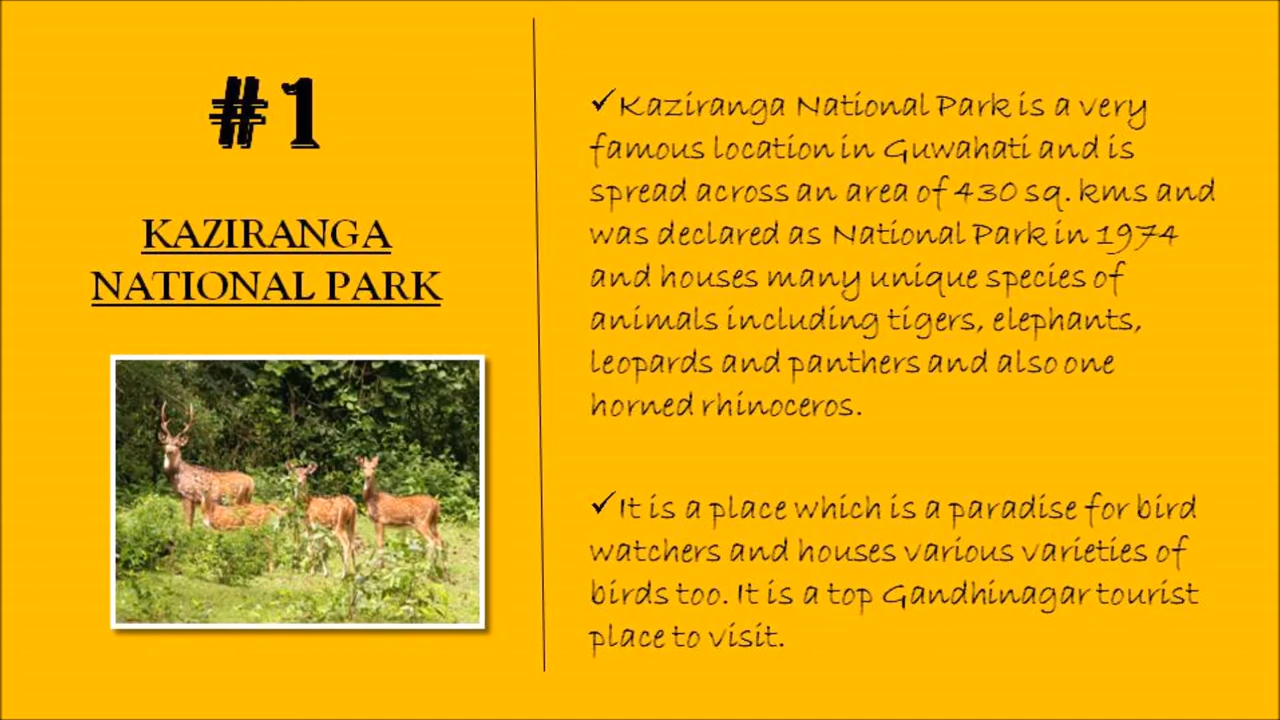 #1
KAZIRANGA
NATIONAL PARK
✓Kaziranga National Park is a very
famous location in Guwahati and is
spread across an area of 430 sq. kms and
was declared as National Park in 1974
and houses many unique species of
animals including tigers, elephants,
leopards and panthers and also one
horned rhinoceros.
✓It is a place which is a paradise for bird
watchers and houses various varieties of
birds too. It is a top Gandhinagar tourist
place to visit.